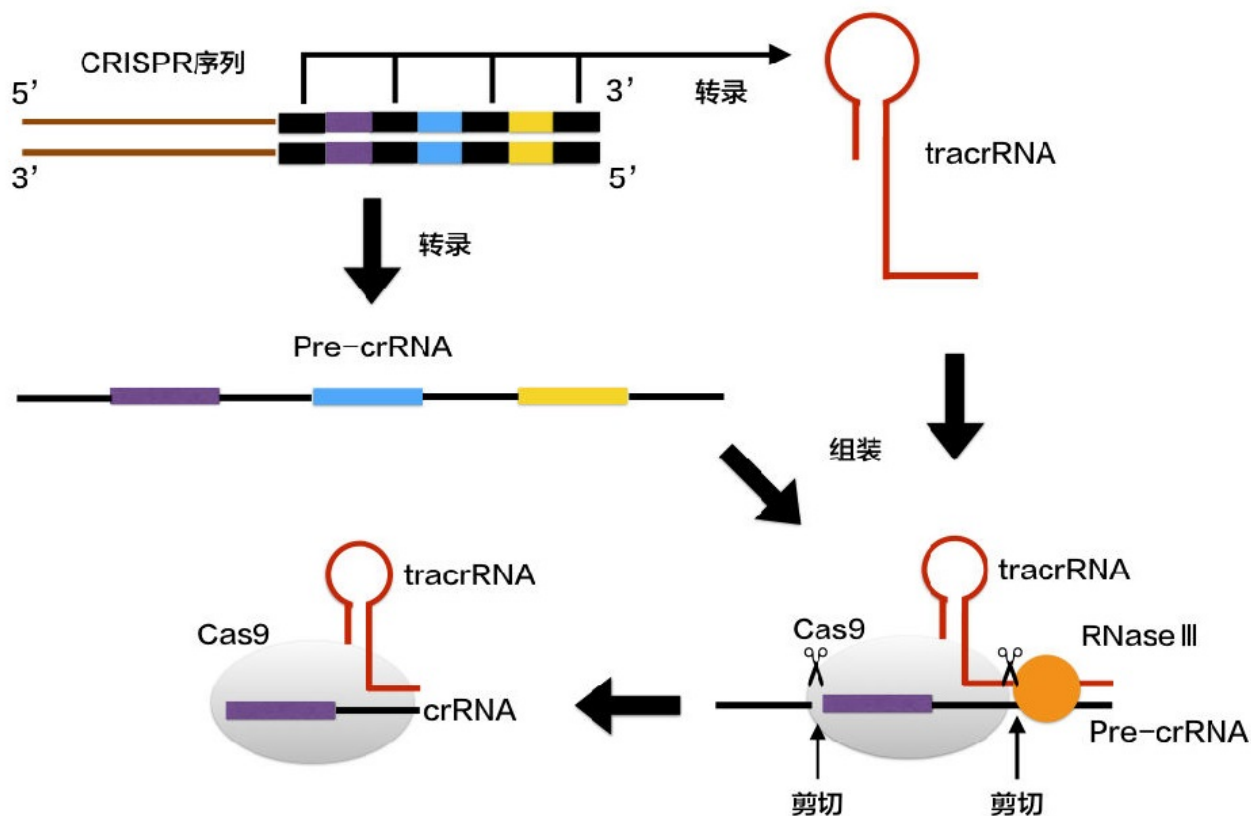 CRISPR序列
5’
3’
转录
3’
5’
tracrRNA
转录
Pre-crRNA
组装
tracrRNA
Cas9
crRNA
tracrRNA
Cas9
RNaseⅢ
Pre-crRNA
剪切
剪切